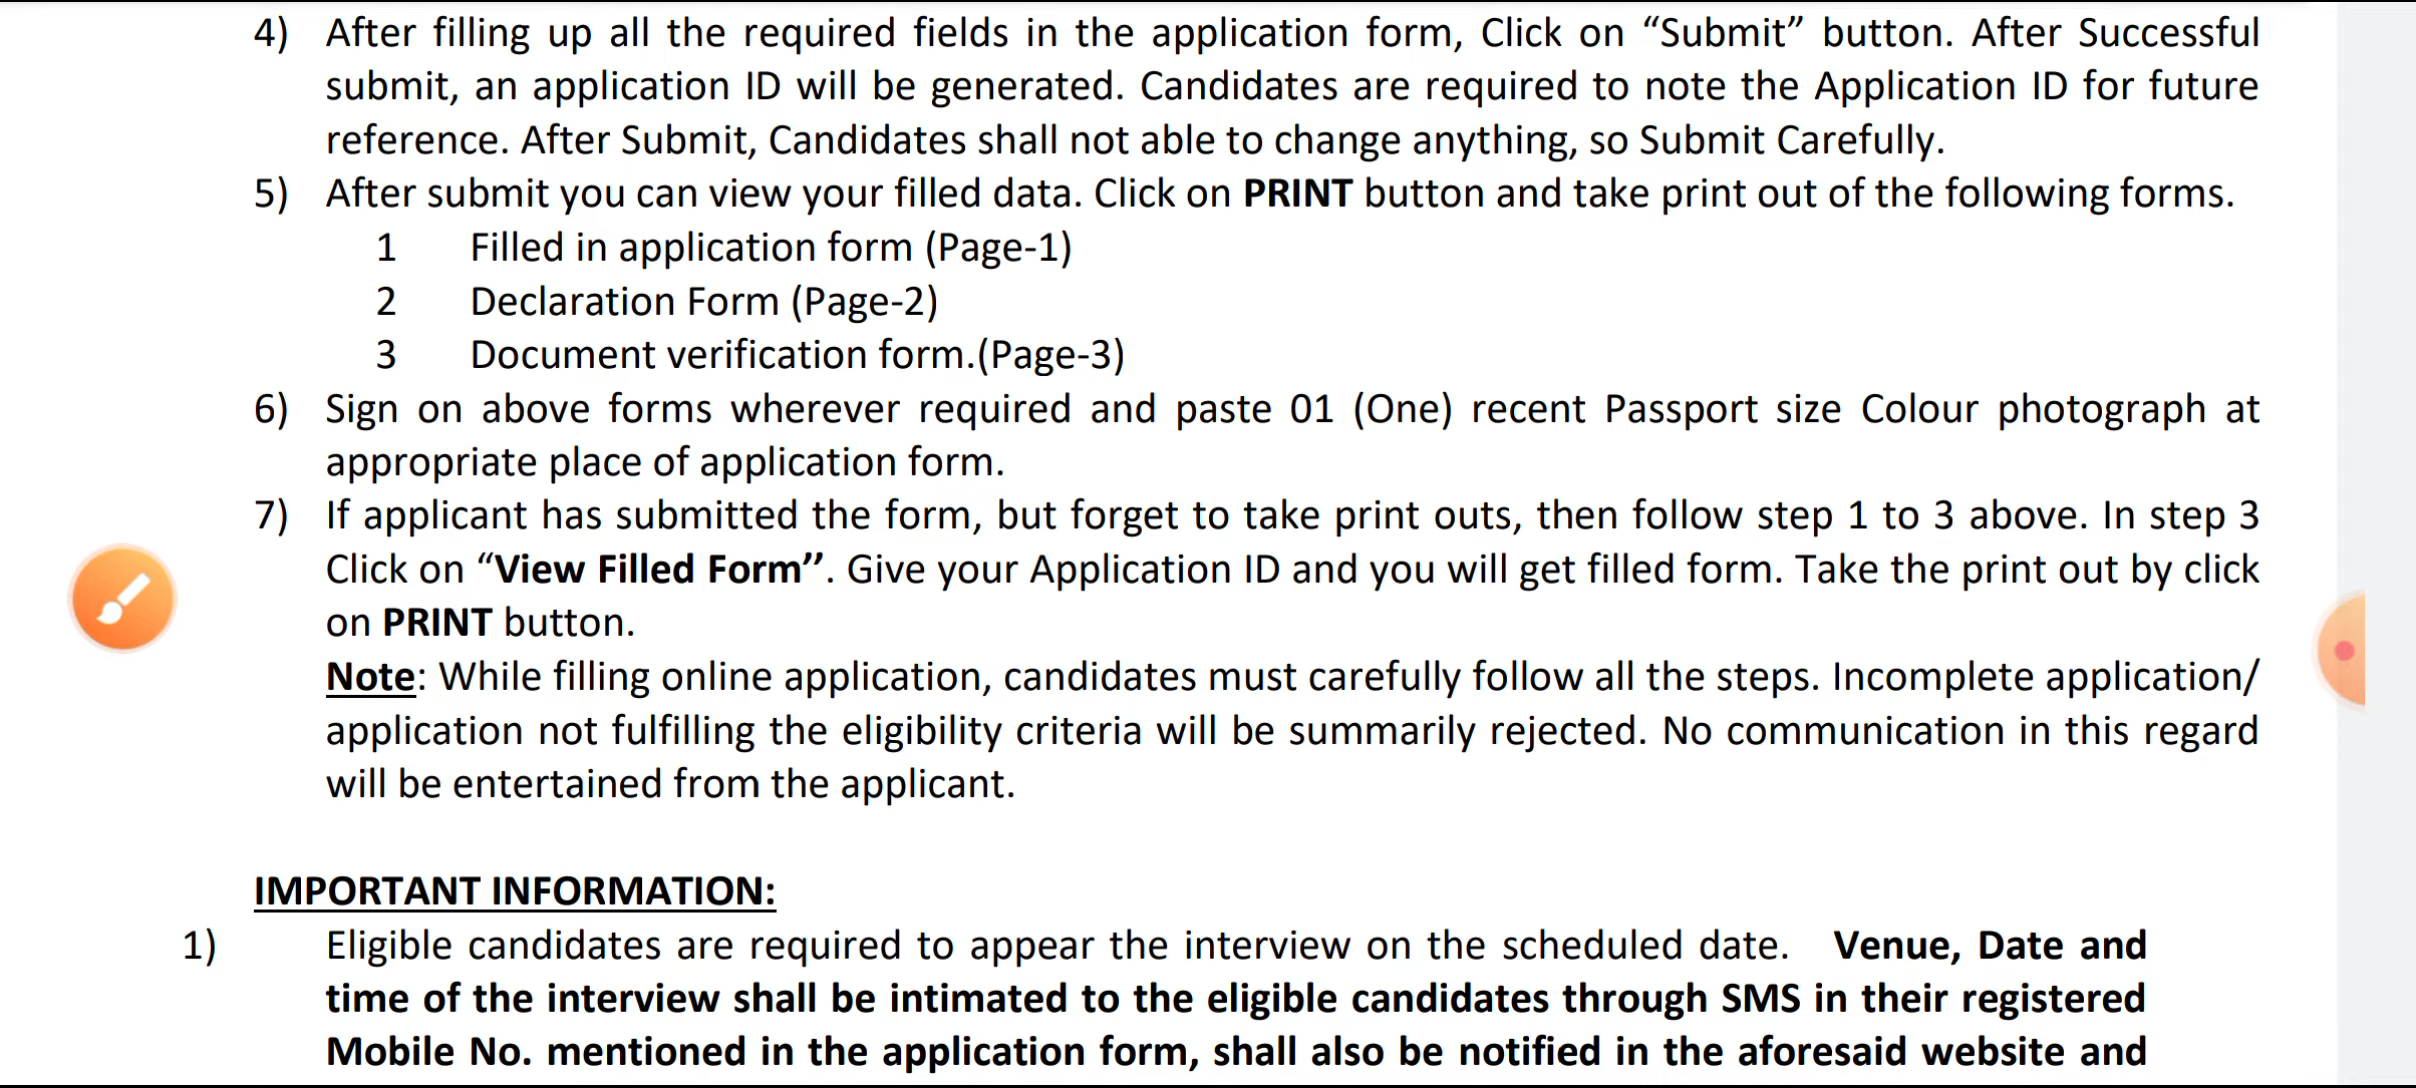 4) After filling up all the required fields in the application form, Click on “Submit” button. After Successful
submit, an application ID will be generated. Candidates are required to note the Application ID for future
reference. After Submit, Candidates shall not able to change anything, so Submit Carefully.
5) After submit you can view your filled data. Click on PRINT button and take print out of the following forms.
1 Filled in application form (Page-1)
2 Declaration Form (Page-2)
3 Document verification form.(Page-3)
6) Sign on above forms wherever required and paste 01 (One) recent Passport size Colour photograph at
appropriate place of application form.
7) If applicant has submitted the form, but forget to take print outs, then follow step 1 to 3 above. In step 3
Click on “View Filled Form”. Give your Application ID and you will get filled form. Take the print out by click
on PRINT button.
Note: While filling online application, candidates must carefully follow all the steps. Incomplete application/
application not fulfilling the eligibility criteria will be summarily rejected. No communication in this regard
will be entertained from the applicant.
IMPORTANT INFORMATION:
1) Eligible candidates are required to appear the interview on the scheduled date. Venue, Date and
time of the interview shall be intimated to the eligible candidates through SMS in their registered
Mobile No. mentioned in the application form, shall also be notified in the aforesaid website and